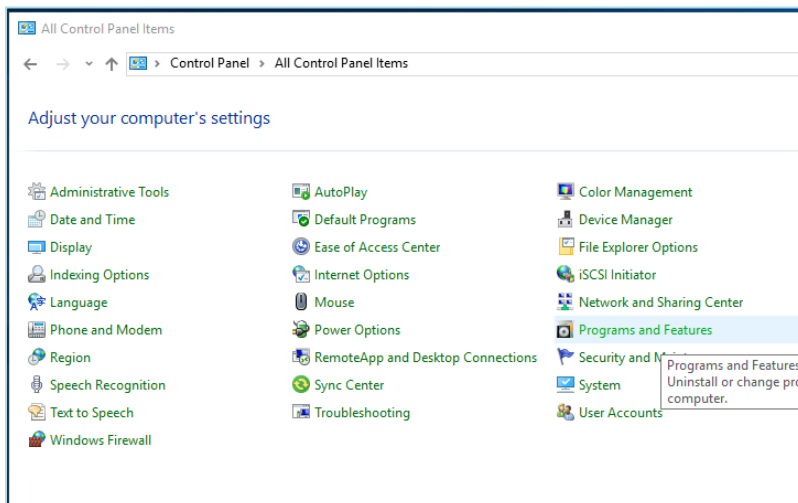 All Control Panel Items
Control Panel > All Control Panel Items
Adjust your computer's settings
Administrative Tools
AutoPlay
Color Management
Date and Time
Default Programs
Device Manager
Display
Ease of Access Center
File Explorer Options
Indexing Options
Internet Options
iSCSI Initiator
Language
Mouse
Network and Sharing Center
Phone and Modem
Power Options
Programs and Features
Region
RemoteApp and Desktop Connections
Security and
Speech Recognition
Sync Center
System
Text to Speech
Troubleshooting
User Accounts
Windows Firewall
Programs and Features
Uninstall or change
computer.